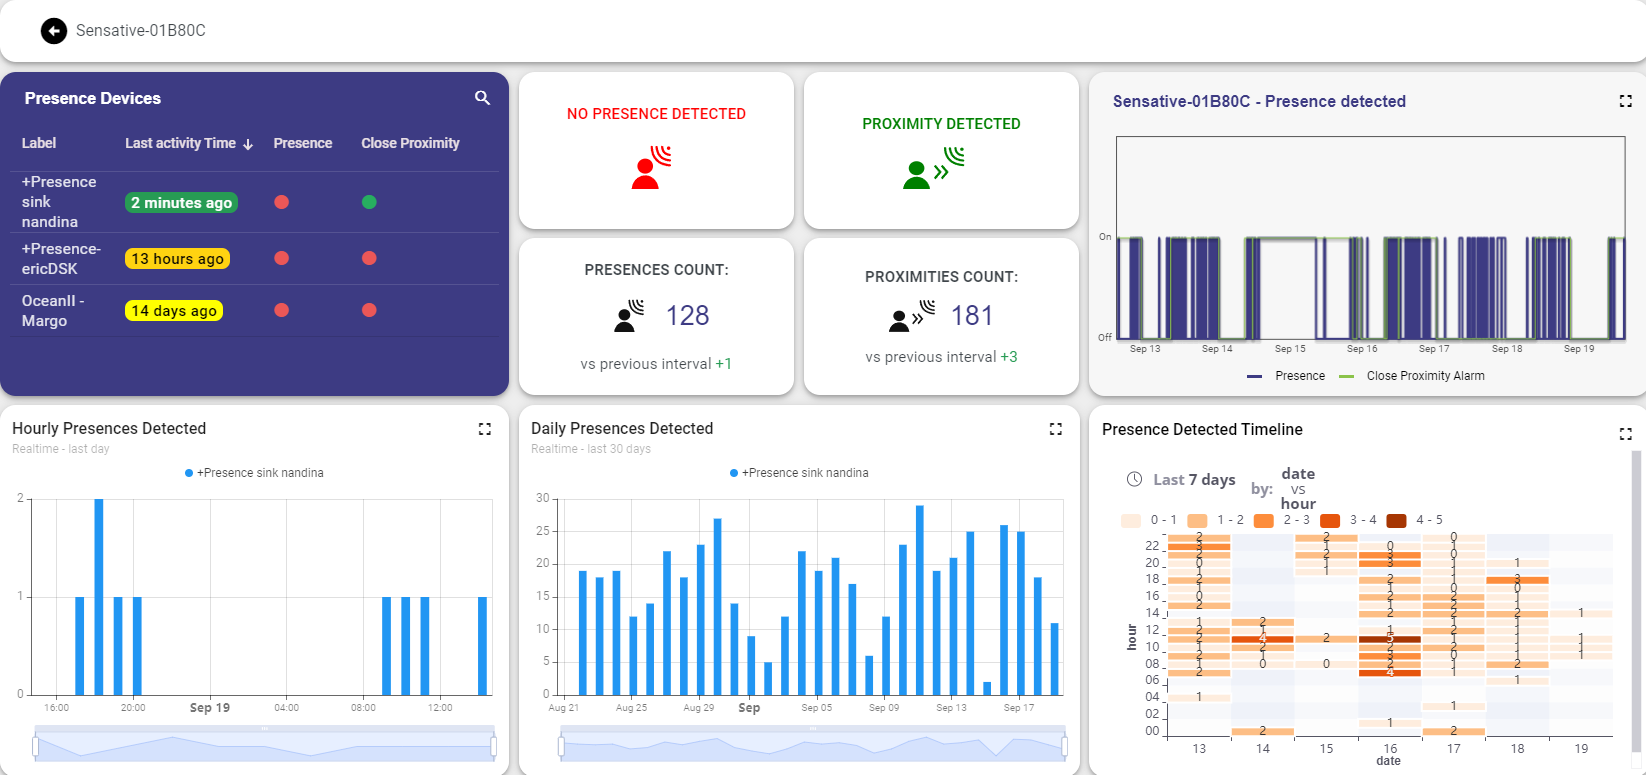 Sensative-01B80C
Presence Devices
Label Last activity Time Presence Close Proximity
+Presence
sink
nandina
2 minutes ago
+Presence-
ericDSK
13 hours ago
OceanII -
Margo
14 days ago
NO PRESENCE DETECTED
PROXIMITY DETECTED
PRESENCES COUNT:
128
vs previous interval +1
PROXIMITIES COUNT:
181
vs previous interval +3
Sensative-01B80C - Presence detected
On
Off
Sep 13 Sep 14 Sep 15 Sep 16 Sep 17 Sep 18 Sep 19
Presence Close Proximity Alarm
Hourly Presences Detected
Realtime - last day
+Presence sink nandina
2
1
0
16:00 20:00 Sep 19 04:00 08:00 12:00
Daily Presences Detected
Realtime - last 30 days
+Presence sink nandina
30
25
20
15
10
5
0
Aug 21 Aug 25 Aug 29 Sep Sep 05 Sep 09 Sep 13 Sep 17
Presence Detected Timeline
Last 7 days by: date
vs
hour
0 - 1 1 - 2 2 - 3 3 - 4 4 - 5
hour
22
20
18
16
14
12
10
08
06
04
02
00
13 14 15 16 17 18 19
date